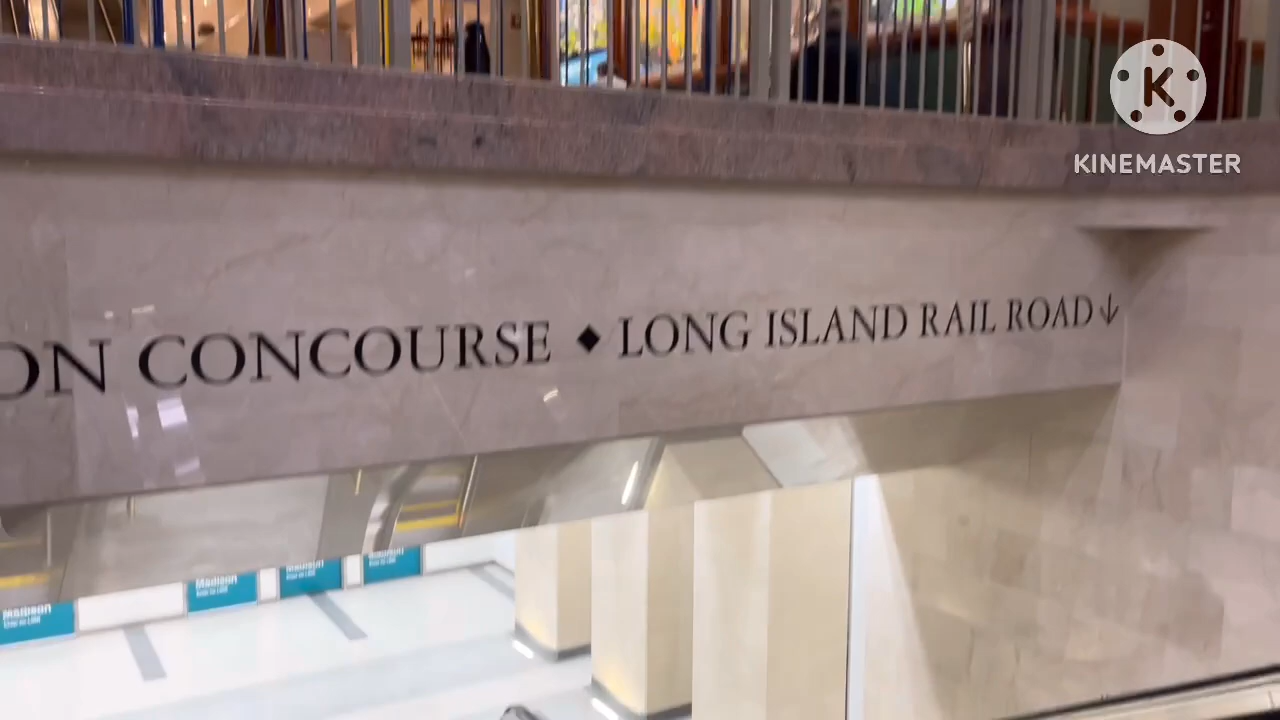 K
KINEMASTER
ON CONCOURSE ◆ LONG ISLAND RAIL ROAD↓
Madison
Madison
Madison